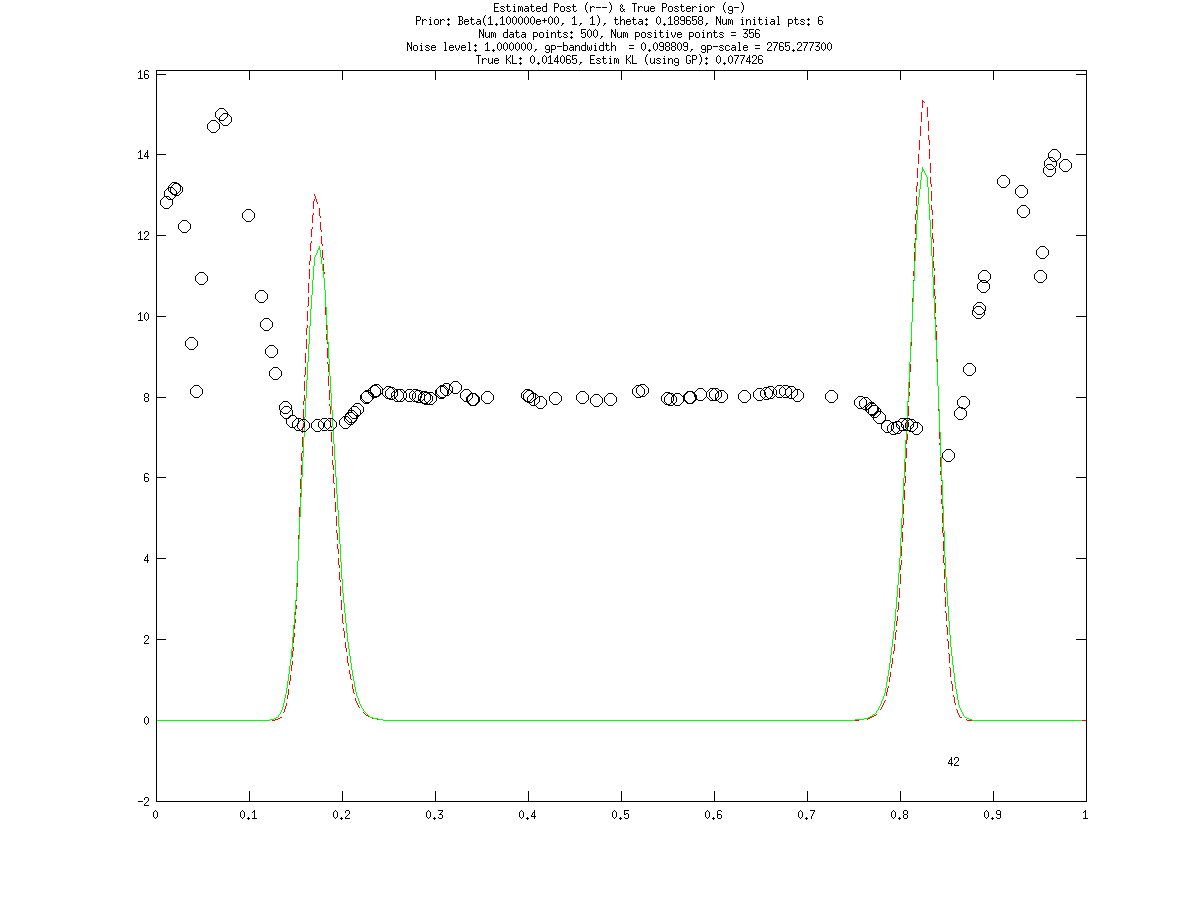 Estimated Post (r--) & True Posterior (g-)
Prior: Beta(1.100000e+00, 1, 1), theta: 0.189658, Num initial pts: 6
Num data points: 500, Num positive points = 356
Noise level: 1.000000, gp-bandwidth  = 0.098809, gp-scale = 2765.277300
True KL: 0.014065, Estim KL (using GP): 0.077426
16
14
12
10
8
6
4
2
0
42
-2
0 0.1 0.2 0.3 0.4 0.5 0.6 0.7 0.8 0.9 1